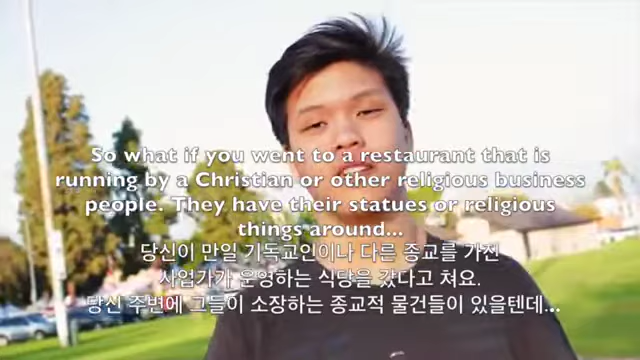 So what if you went to a restaurant that is
running by a Christian or other religious business
people. They have their statues or religious
things around...
당신이 만일 기독교인이나 다른 종교를 가진
사업가가 운영하는 식당을 갔다고 쳐요.
당신 주변에 그들이 소장하는 종교적 물건들이 있을텐데...